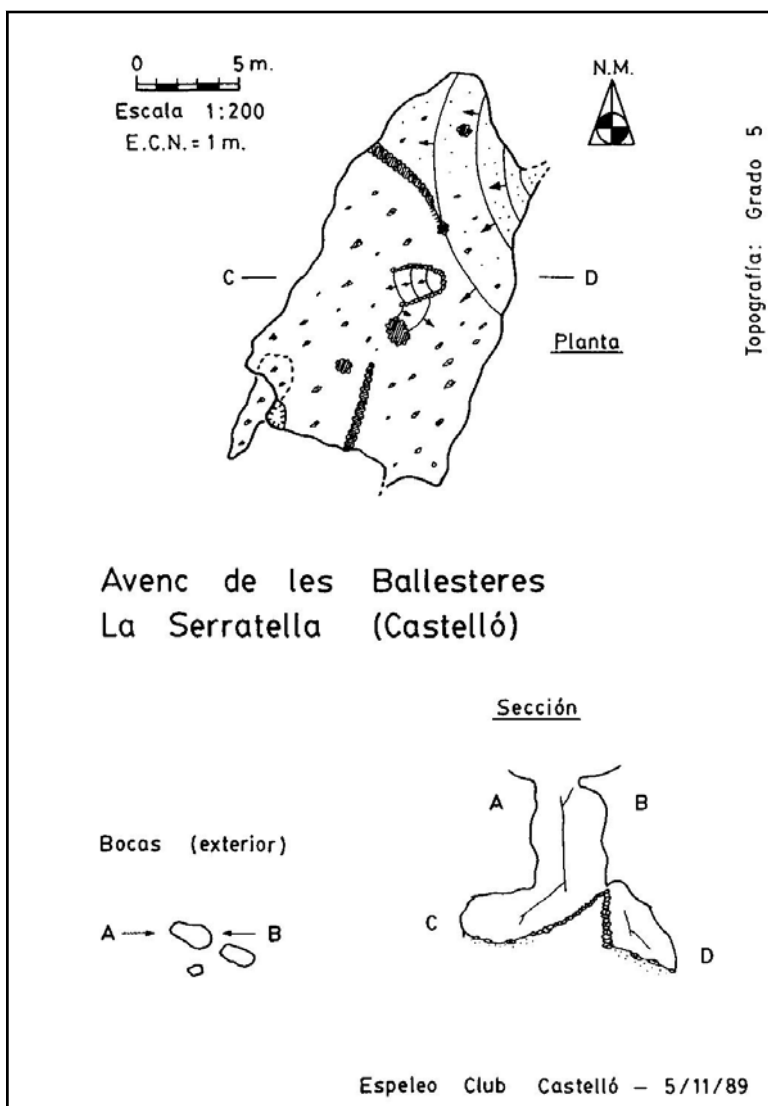 0 5 m.
Escala 1:200
E.C.N. = 1 m.
N.M.
Topografía: Grado 5
C D
Planta
Avenc de les Ballesteres
La Serratella (Castelló)
Sección
A B
Bocas (exterior)
C
A B
D
Espeleo Club Castelló – 5/11/89